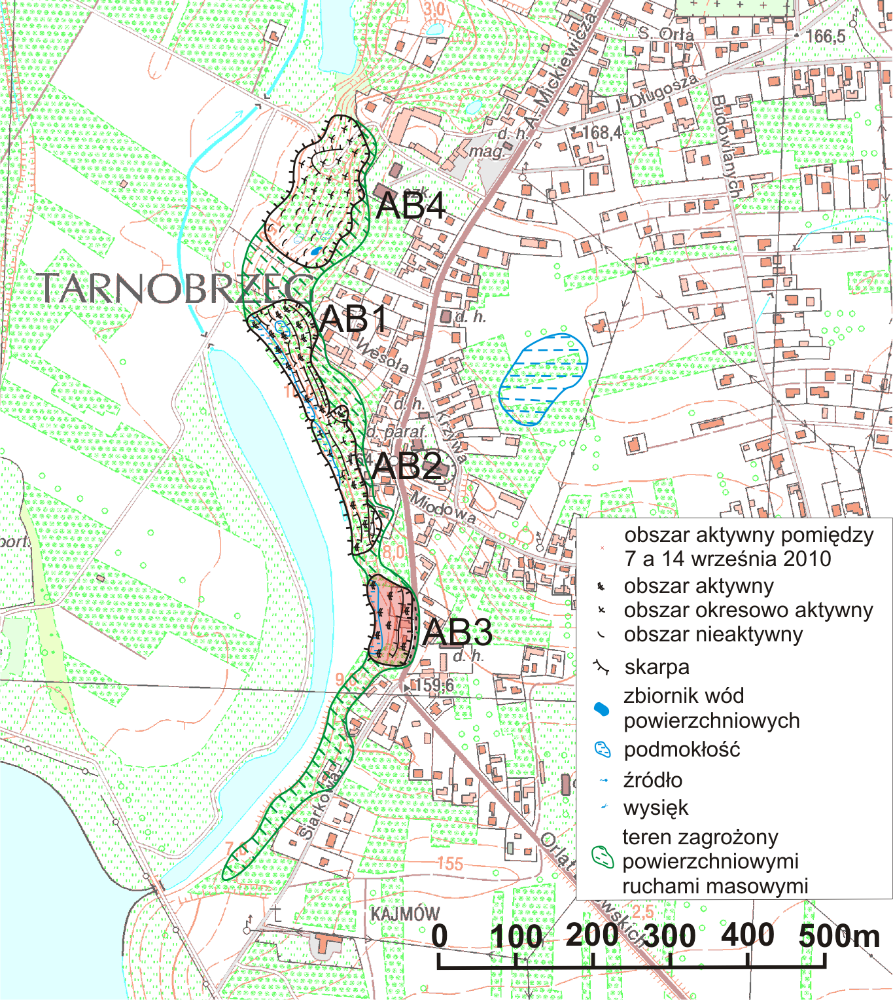 3,0
S. Orła
166,5
A. Mickiewicza
J. Długosza
Budowlanych
168,4
d. h.
mag.
szk.
AB4
TARNOBRZEG
AB1
d. h.
Wesoła
d. h.
Krzywa
d. paraf.
AB2
Miodowa
8,0
AB3
d. h.
9,0
159,6
Siarkowa
7,0
155
KAJMÓW
2,5
obszar aktywny pomiędzy
7 a 14 września 2010
obszar aktywny
obszar okresowo aktywny
obszar nieaktywny
skarpa
zbiornik wód
powierzchniowych
podmokłość
źródło
wysięk
teren zagrożony
powierzchniowymi
ruchami masowymi
0 100 200 300 400 500m